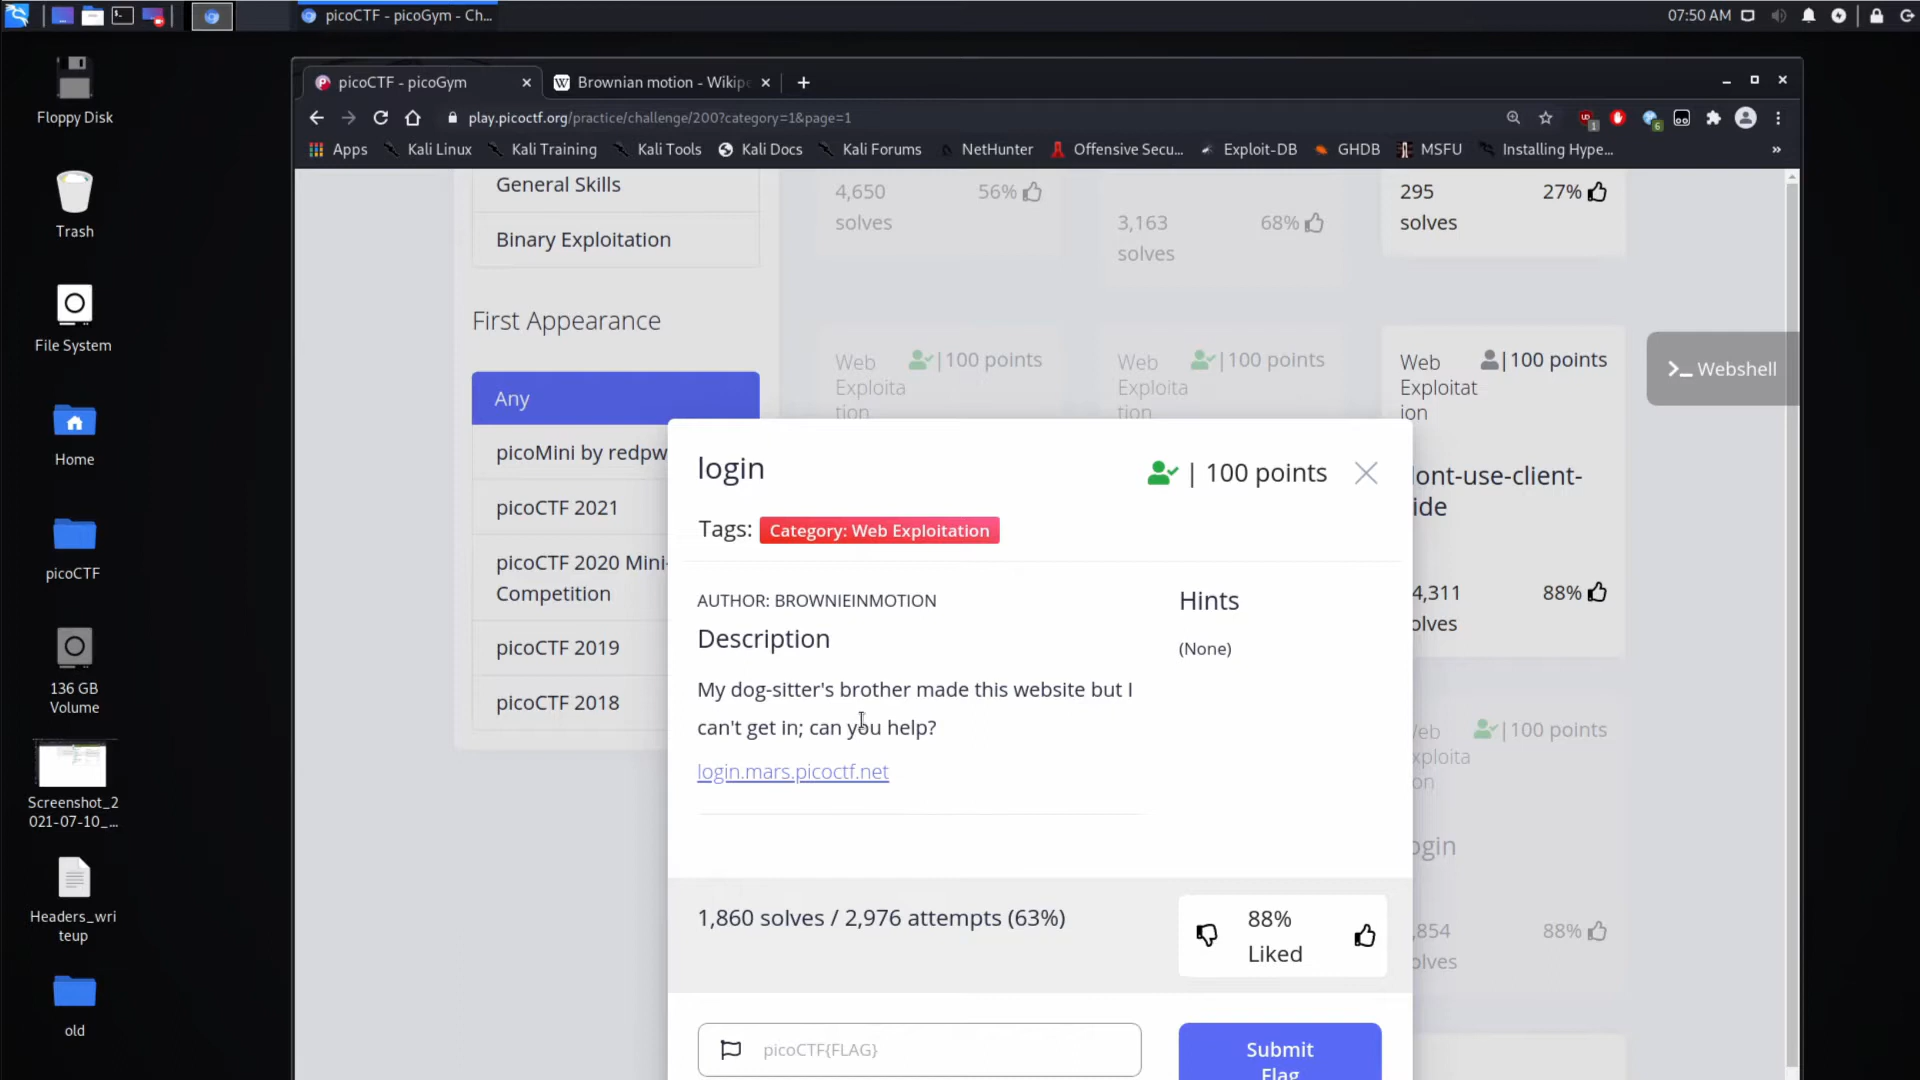 picoCTF - picoGym - Ch...
07:50 AM
Floppy Disk
Trash
File System
Home
picoCTF
136 GB
Volume
Screenshot_2
021-07-10_...
Headers_wri
teup
old
picoCTF - picoGym
Brownian motion - Wikipe
play.picoctf.org/practice/challenge/200?category=1&page=1
Apps
Kali Linux
Kali Training
Kali Tools
Kali Docs
Kali Forums
NetHunter
Offensive Secu...
Exploit-DB
GHDB
MSFU
Installing Hype...
»
General Skills
Binary Exploitation
First Appearance
Any
picoMini by redpw
picoCTF 2021
picoCTF 2020 Mini-
Competition
picoCTF 2019
picoCTF 2018
4,650
solves
56%
3,163
solves
68%
295
solves
27%
Web
Exploita
tion
|100 points
Web
Exploita
tion
|100 points
Web
Exploitat
ion
|100 points
Webshell
lont-use-client-
ide
4,311
olves
88%
eb
xploita
on
|100 points
ogin
,854
olves
88%
login
| 100 points
Tags: Category: Web Exploitation
AUTHOR: BROWNIEINMOTION
Description
My dog-sitter's brother made this website but I
can't get in; can you help?
login.mars.picoctf.net
Hints
(None)
1,860 solves / 2,976 attempts (63%)
88%
Liked
picoCTF{FLAG}
Submit
Flag